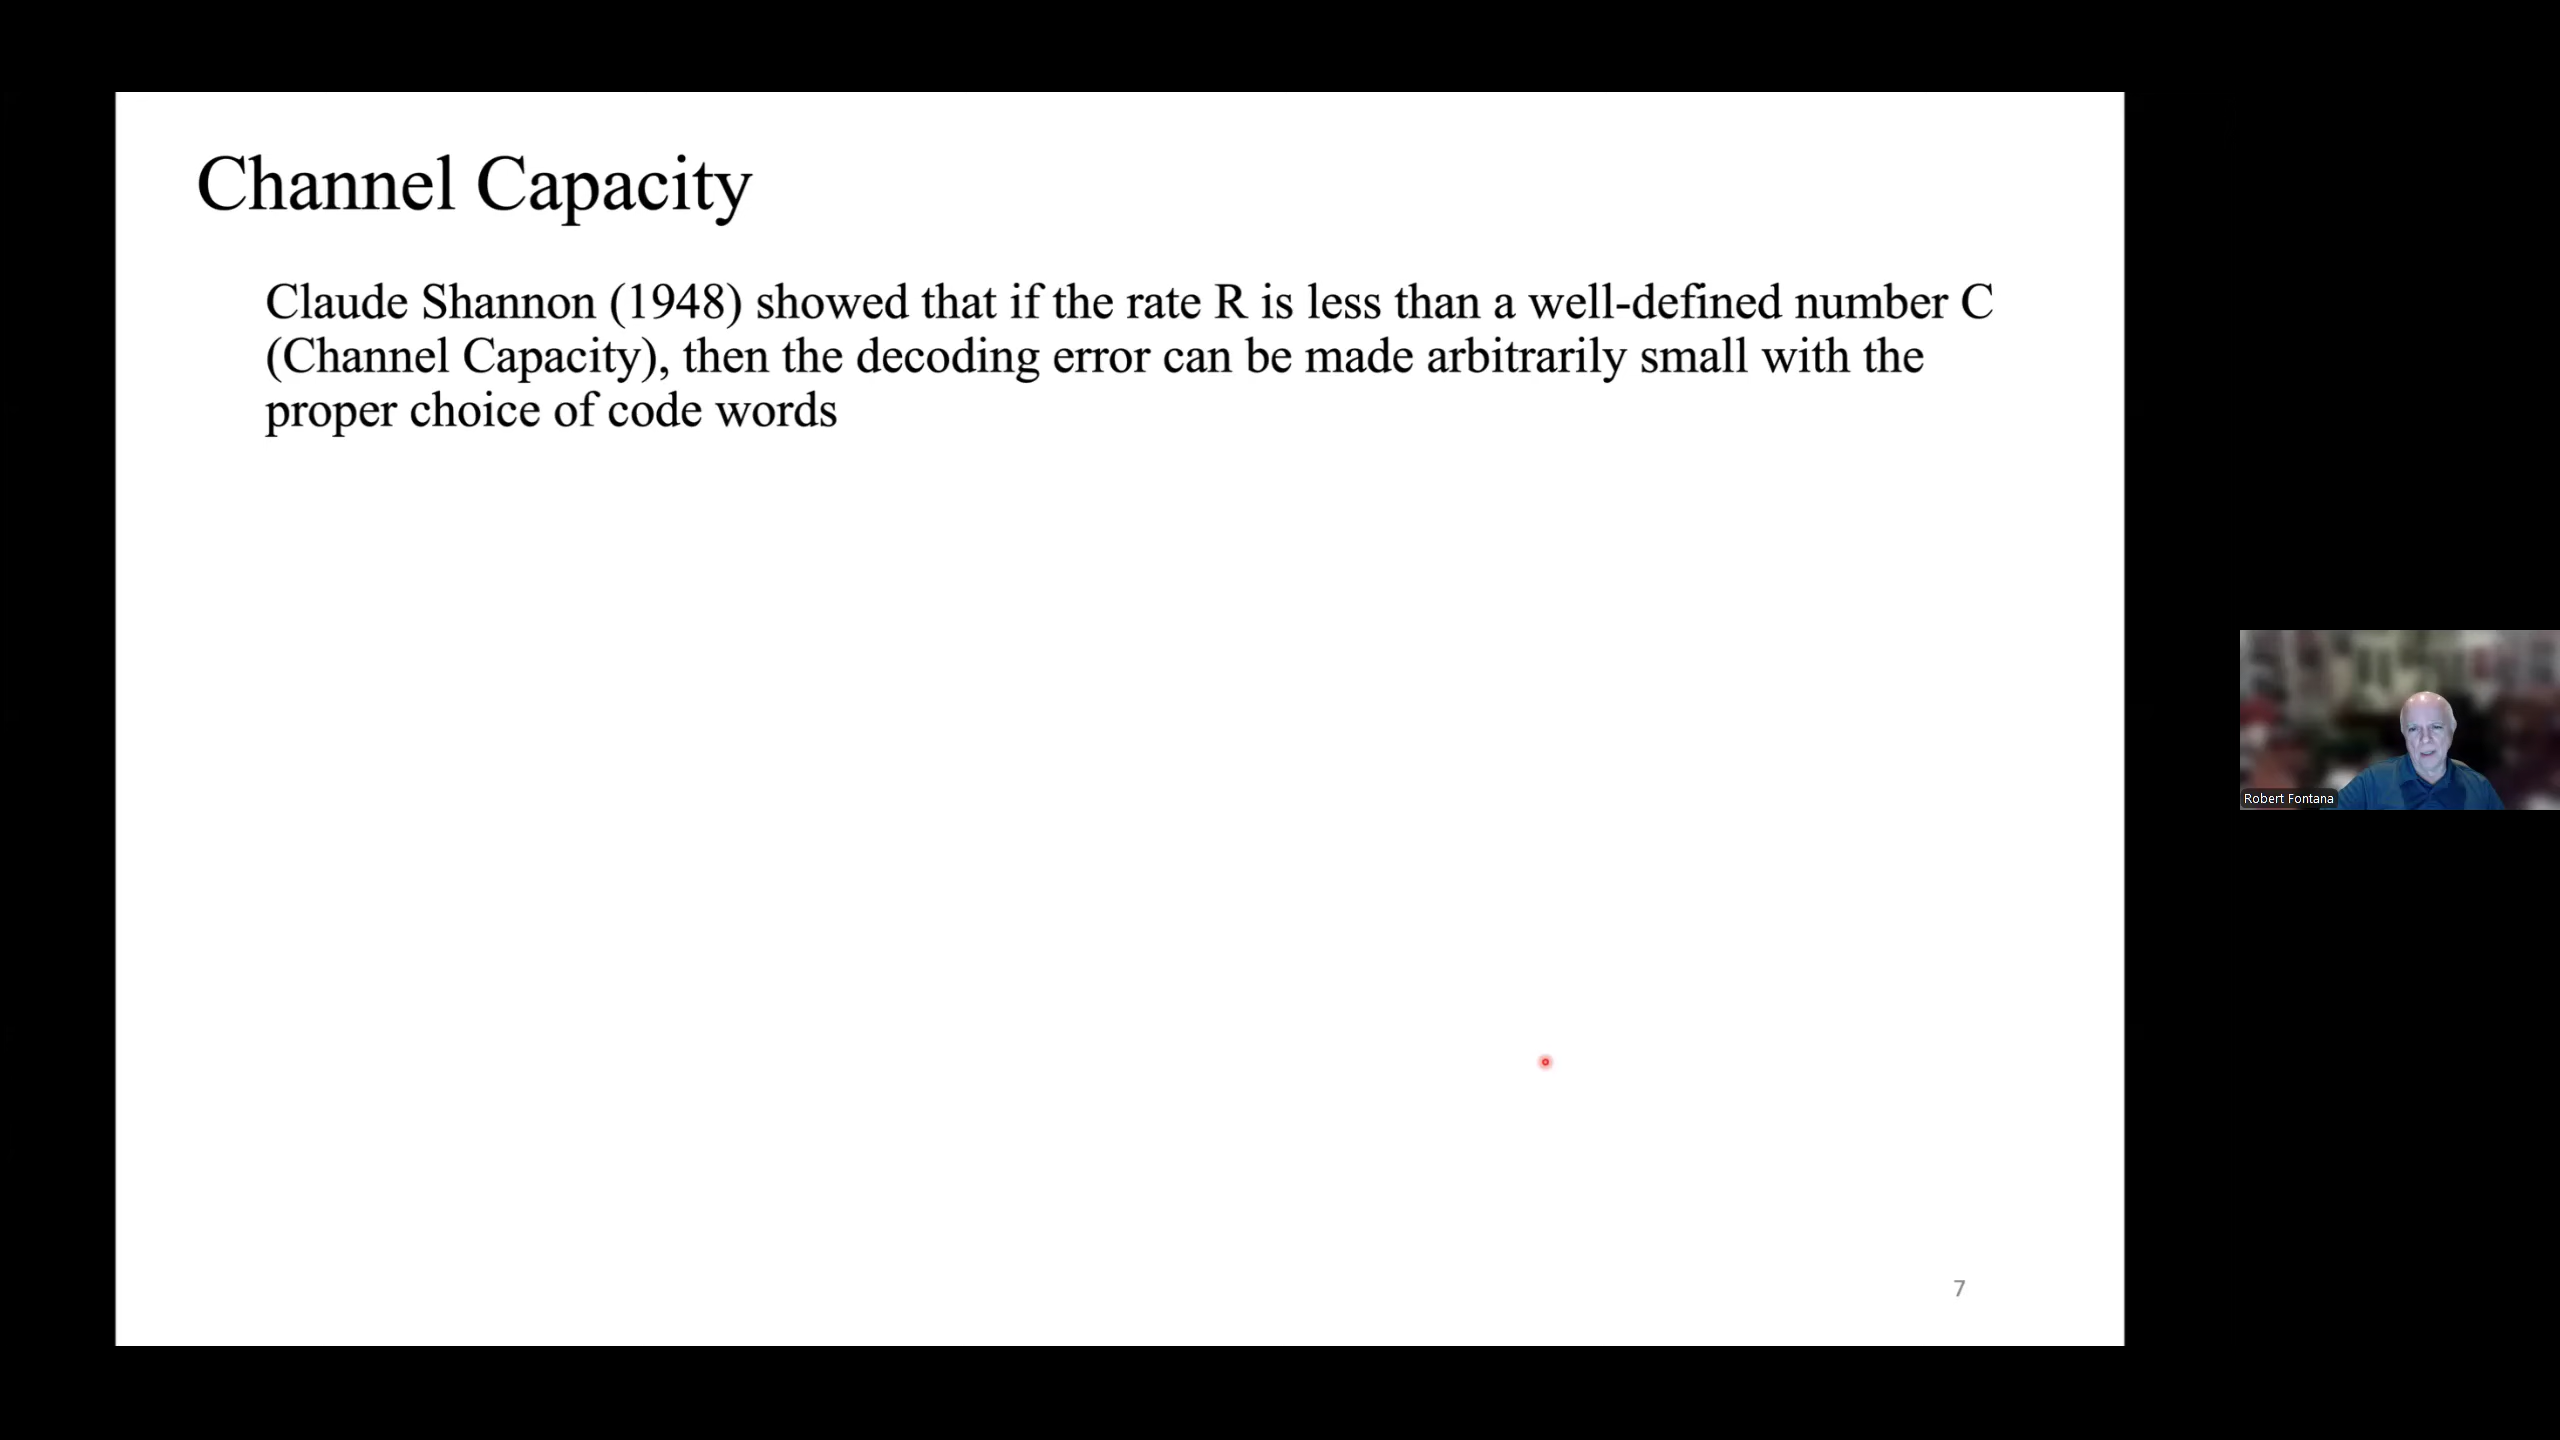 Channel Capacity
Claude Shannon (1948) showed that if the rate R is less than a well-defined number C
(Channel Capacity), then the decoding error can be made arbitrarily small with the
proper choice of code words
Robert Fontana
7